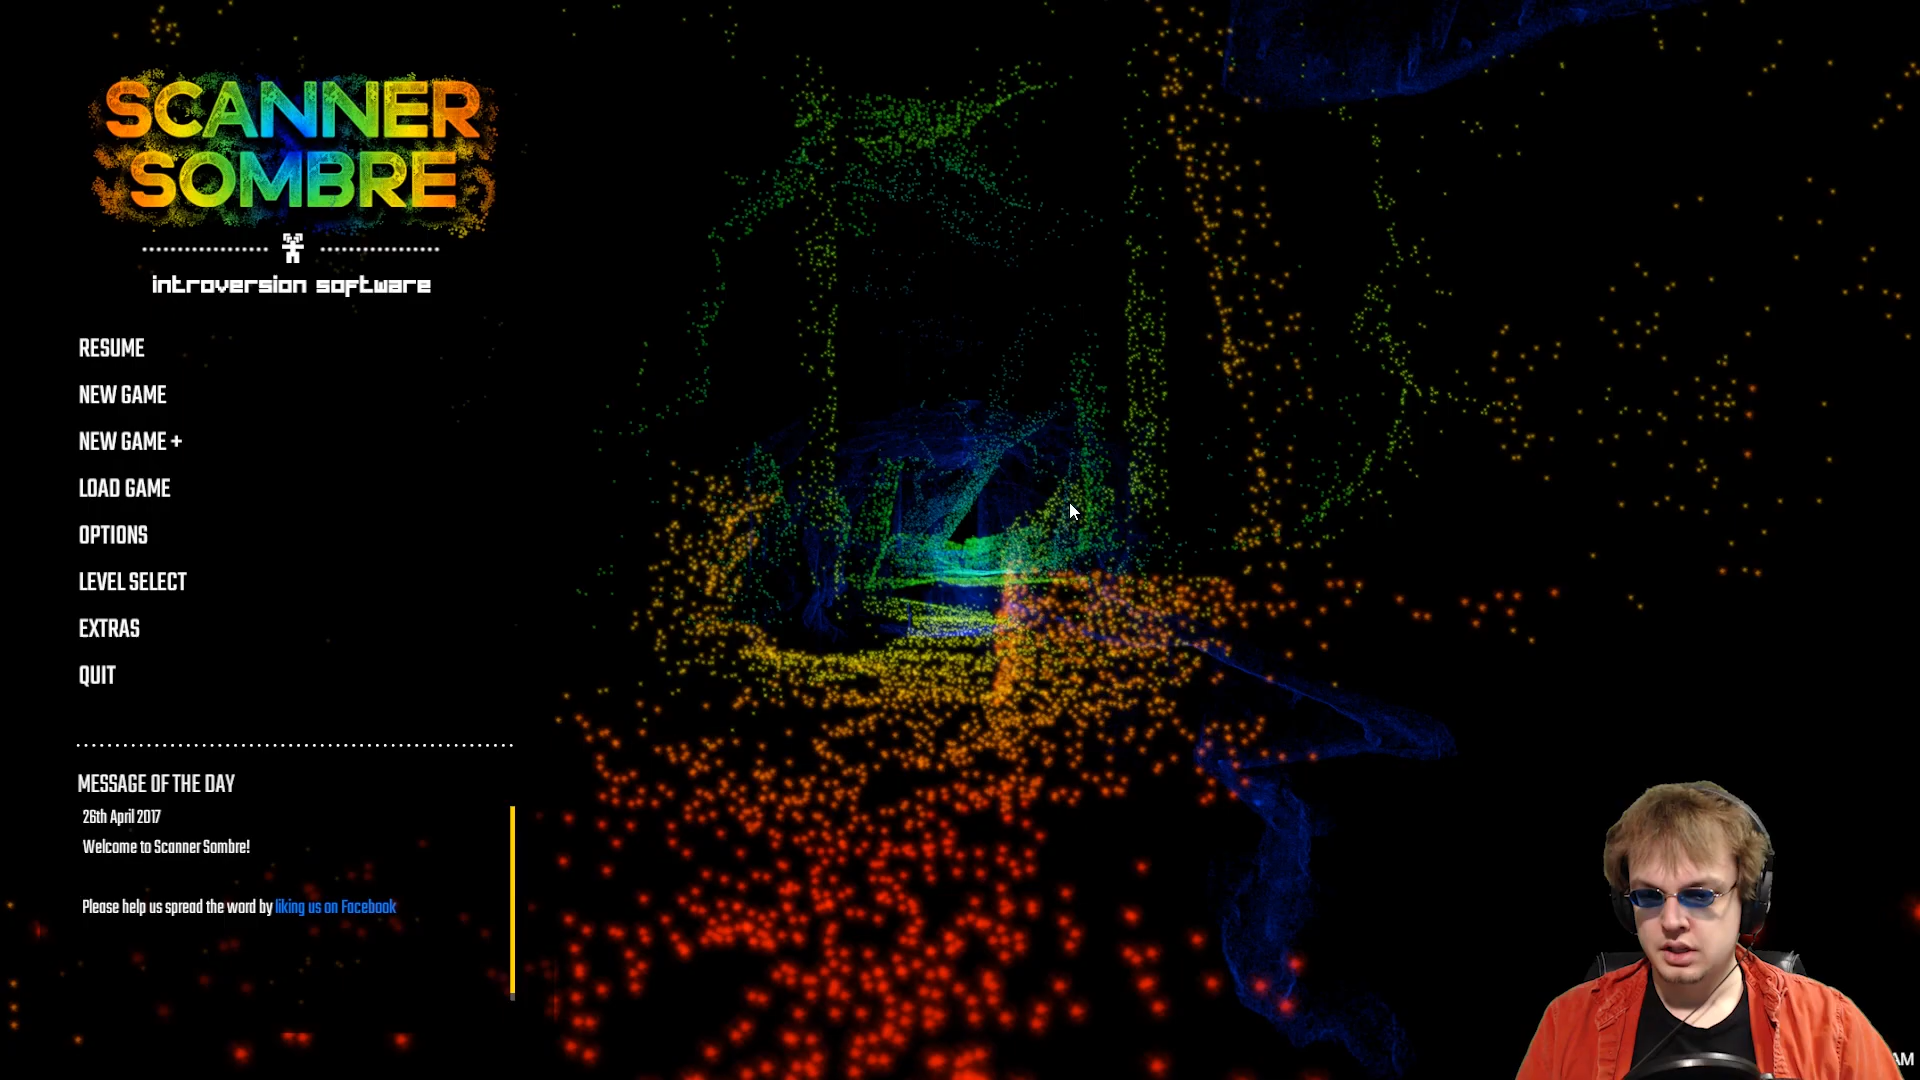 SCANNER
SOMBRE
introversion software
RESUME
NEW GAME
NEW GAME +
LOAD GAME
OPTIONS
LEVEL SELECT
EXTRAS
QUIT
MESSAGE OF THE DAY
26th April 2017
Welcome to Scanner Sombre!
Please help us spread the word by liking us on Facebook
AM